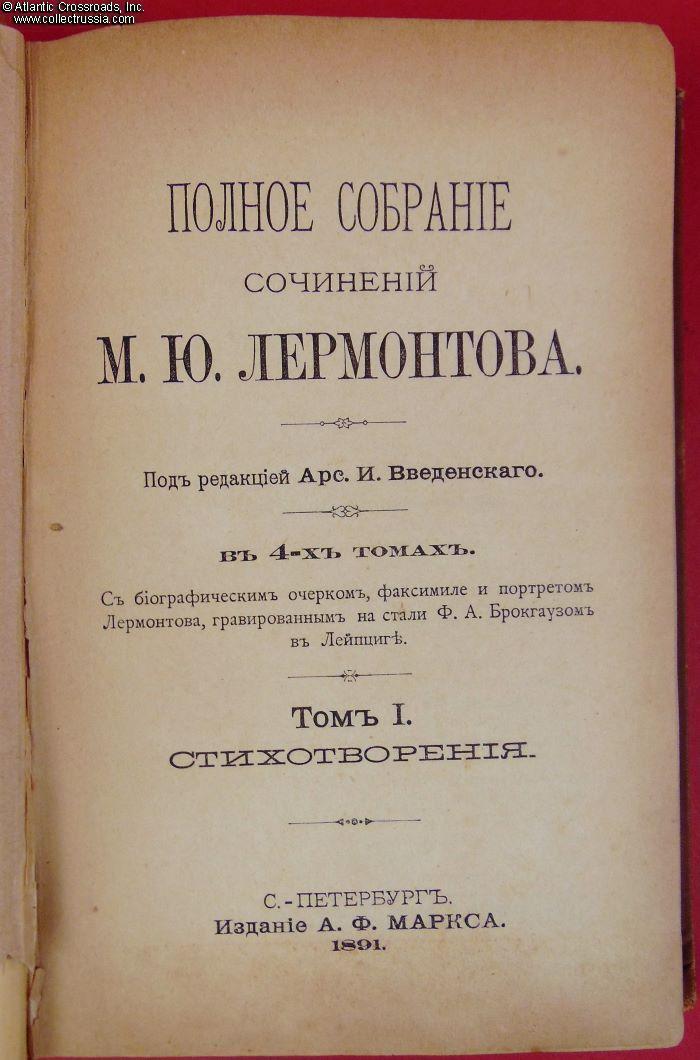 © Atlantic Crossroads, Inc.
www.collectrussia.com
ПОЛНОЕ СОБРАНІЕ
СОЧИНЕНІЙ
М. Ю. ЛЕРМОНТОВА.
Подъ редакціей Арс. И. Введенскаго.
въ 4-хъ томахъ.
Съ біографическимъ очеркомъ, факсимиле и портретомъ
Лермонтова, гравированнымъ на стали Ф. А. Брокгаузомъ
въ Лейпцигѣ.
Томъ I.
СТИХОТВОРЕНІЯ.
С.-ПЕТЕРБУРГЪ.
Изданіе А. Ф. МАРКСА.
1891.